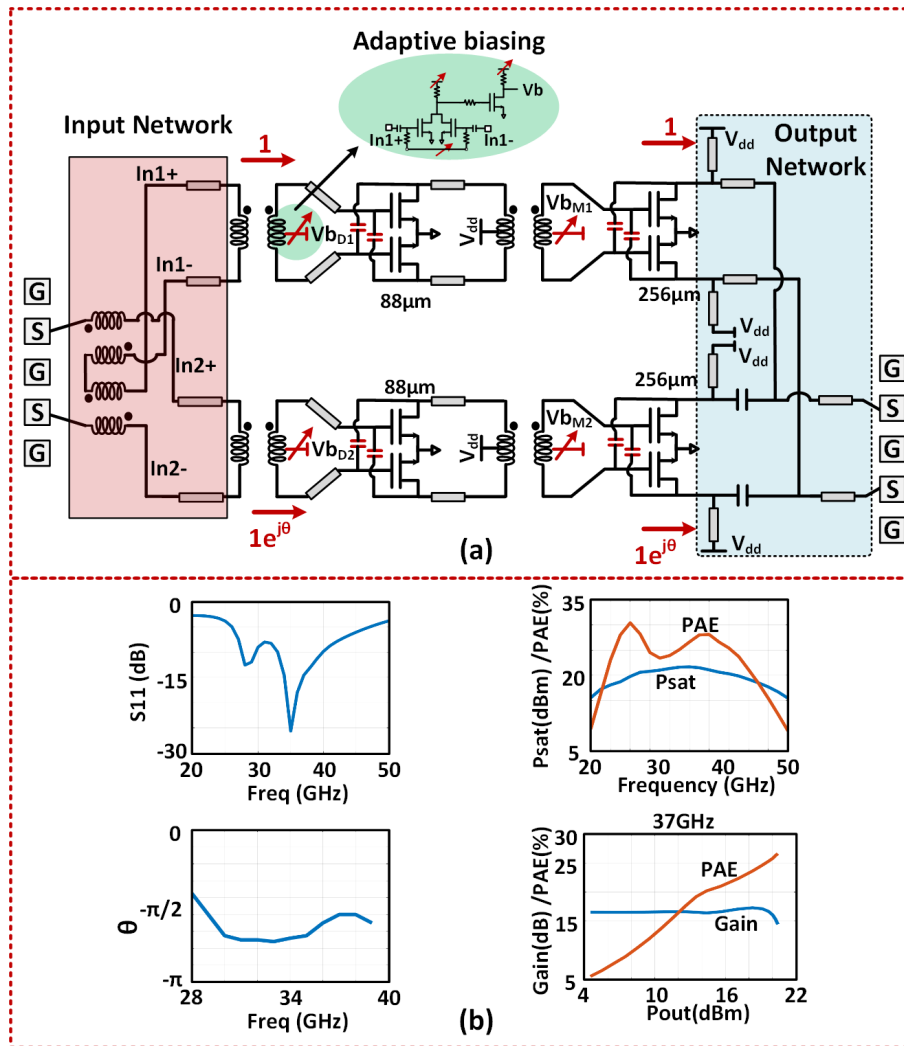 (a)
Adaptive biasing
Vb
In1+
In1-
Input Network
Output
Network
1
1
Vdd
In1+
In1-
VbD1
Vdd
VbM1
88µm
256µm
Vdd
Vdd
G
S
G
S
G
In2+
In2-
88µm
256µm
VbD2
Vdd
VbM2
1e^jθ
(a)
1e^jθ
Vdd
G
S
G
S
G
0
-15
-30
S11 (dB)
20 30 40 50
Freq (GHz)
35
20
5
Psat(dBm) /PAE(%)
PAE
Psat
20 30 40 50
Frequency (GHz)
0
-π/2
-π
θ
28 34 40
Freq (GHz)
37GHz
30
25
15
5
Gain(dB) /PAE(%)
PAE
Gain
4 10 16 22
Pout(dBm)
(b)